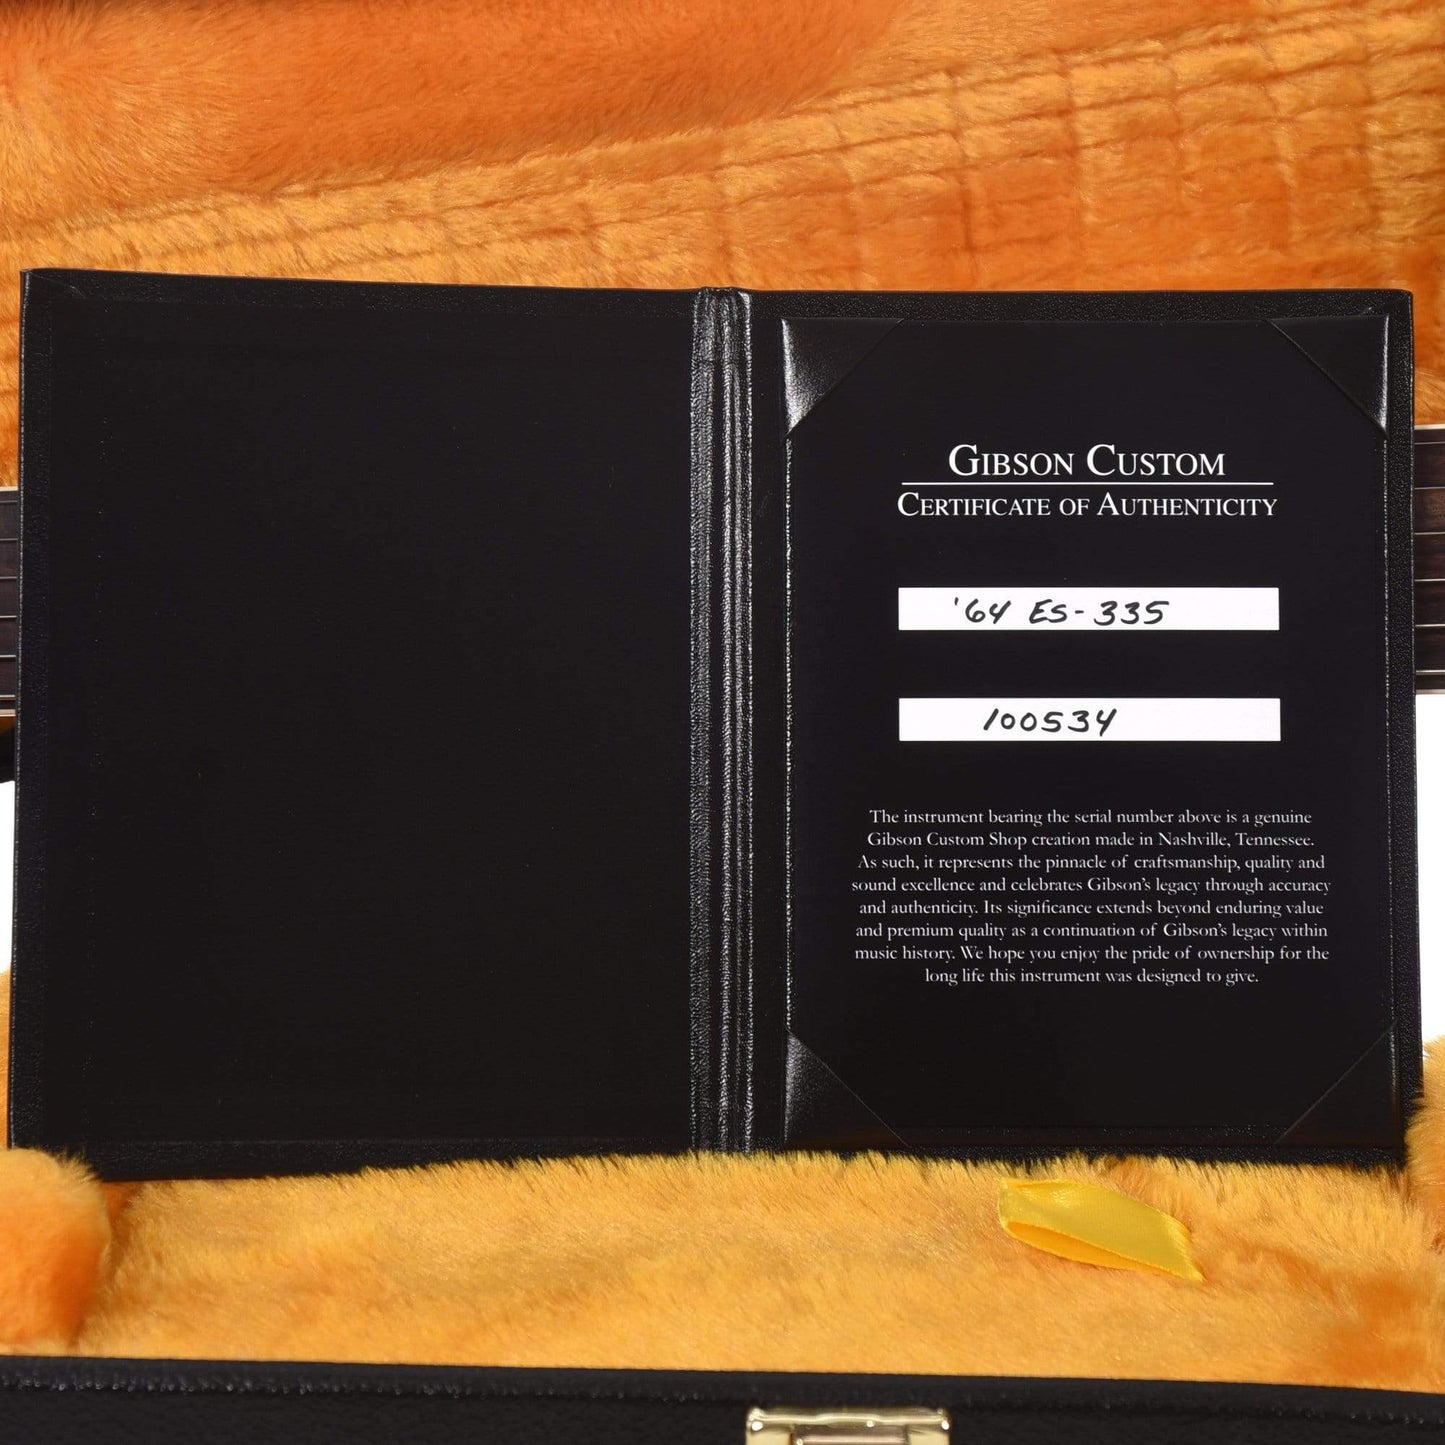 GIBSON CUSTOM
CERTIFICATE OF AUTHENTICITY
'64 ES-335
100534
The instrument bearing the serial number above is a genuine
Gibson Custom Shop creation made in Nashville, Tennessee.
As such, it represents the pinnacle of craftsmanship, quality and
sound excellence and celebrates Gibson's legacy through accuracy
and authenticity. Its significance extends beyond enduring value
and premium quality as a continuation of Gibson's legacy within
music history. We hope you enjoy the pride of ownership for the
long life this instrument was designed to give.